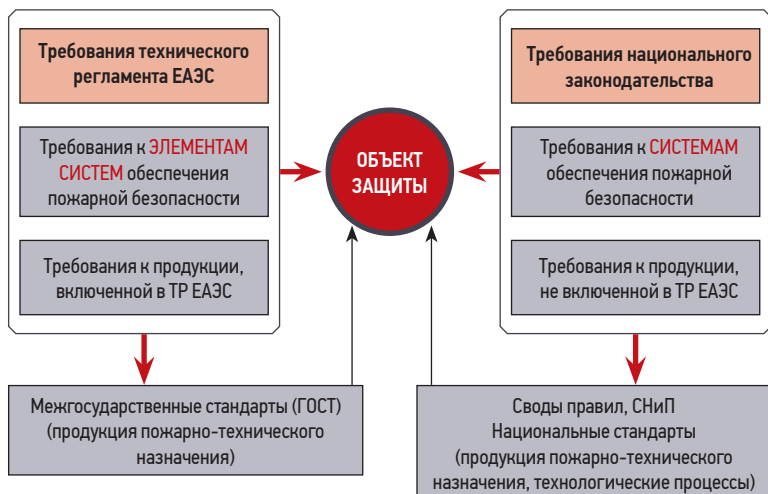 Требования технического
регламента ЕАЭС
Требования к ЭЛЕМЕНТАМ
СИСТЕМ обеспечения
пожарной безопасности
Требования к продукции,
включенной в ТР ЕАЭС
Межгосударственные стандарты (ГОСТ)
(продукция пожарно-технического
назначения)
ОБЪЕКТ
ЗАЩИТЫ
Требования национального
законодательства
Требования к СИСТЕМАМ
обеспечения пожарной
безопасности
Требования к продукции,
не включенной в ТР ЕАЭС
Своды правил, СНиП
Национальные стандарты
(продукция пожарно-технического
назначения, технологические процессы)